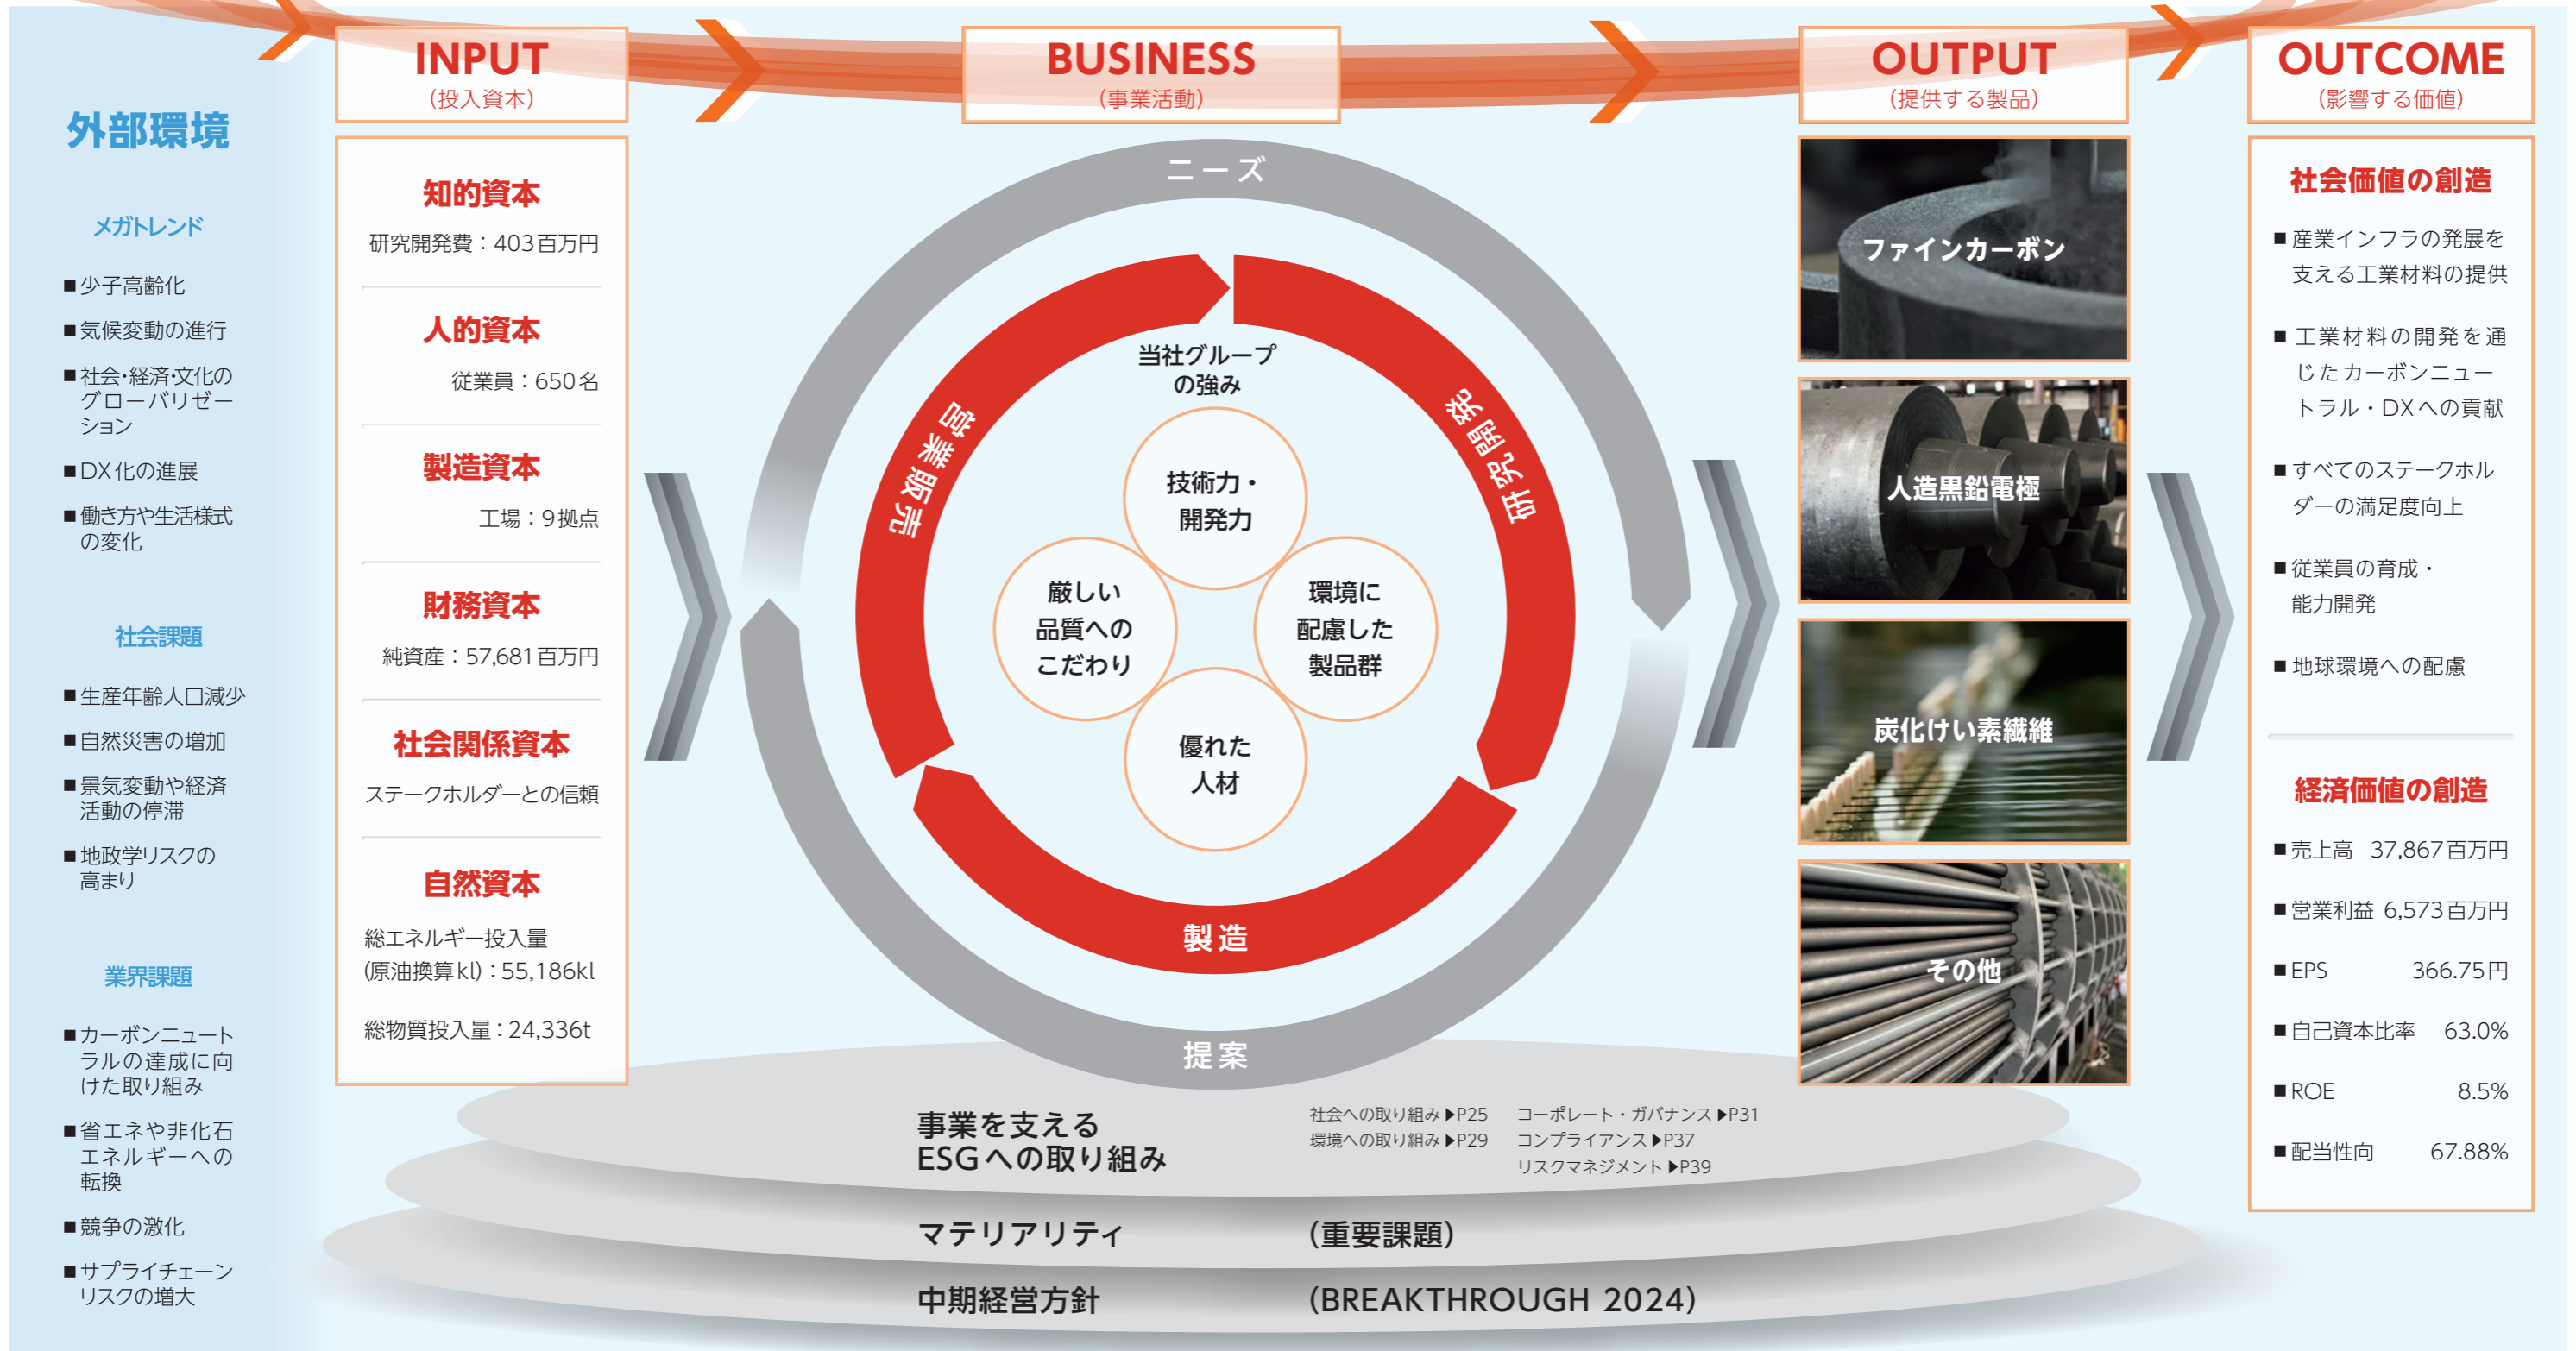 外部環境
メガトレンド
■少子高齢化
■気候変動の進行
■社会・経済・文化の
グローバリゼー
ション
■DX化の進展
■働き方や生活様式
の変化
社会課題
■生産年齢人口減少
■自然災害の増加
■景気変動や経済
活動の停滞
■地政学リスクの
高まり
業界課題
■カーボンニュート
ラルの達成に向
けた取り組み
■省エネや非化石
エネルギーへの
転換
■競争の激化
■サプライチェーン
リスクの増大
INPUT
(投入資本)
知的資本
研究開発費：403百万円
人的資本
従業員：650名
製造資本
工場：9拠点
財務資本
純資産：57,681百万円
社会関係資本
ステークホルダーとの信頼
自然資本
総エネルギー投入量
(原油換算kl)：55,186kl
総物質投入量：24,336t
BUSINESS
(事業活動)
ニーズ
営業販売
研究開発
製造
提案
当社グループ
の強み
技術力・
開発力
厳しい
品質への
こだわり
環境に
配慮した
製品群
優れた
人材
OUTPUT
(提供する製品)
ファインカーボン
人造黒鉛電極
炭化けい素繊維
その他
OUTCOME
(影響する価値)
社会価値の創造
■産業インフラの発展を
支える工業材料の提供
■工業材料の開発を通
じたカーボンニュー
トラル・DXへの貢献
■すべてのステークホル
ダーの満足度向上
■従業員の育成・
能力開発
■地球環境への配慮
経済価値の創造
■売上高 37,867百万円
■営業利益 6,573百万円
■EPS 366.75円
■自己資本比率 63.0%
■ROE 8.5%
■配当性向 67.88%
事業を支える
ESGへの取り組み
社会への取り組み▶P25
環境への取り組み▶P29
コーポレート・ガバナンス▶P31
コンプライアンス▶P37
リスクマネジメント▶P39
マテリアリティ (重要課題)
中期経営方針 (BREAKTHROUGH 2024)